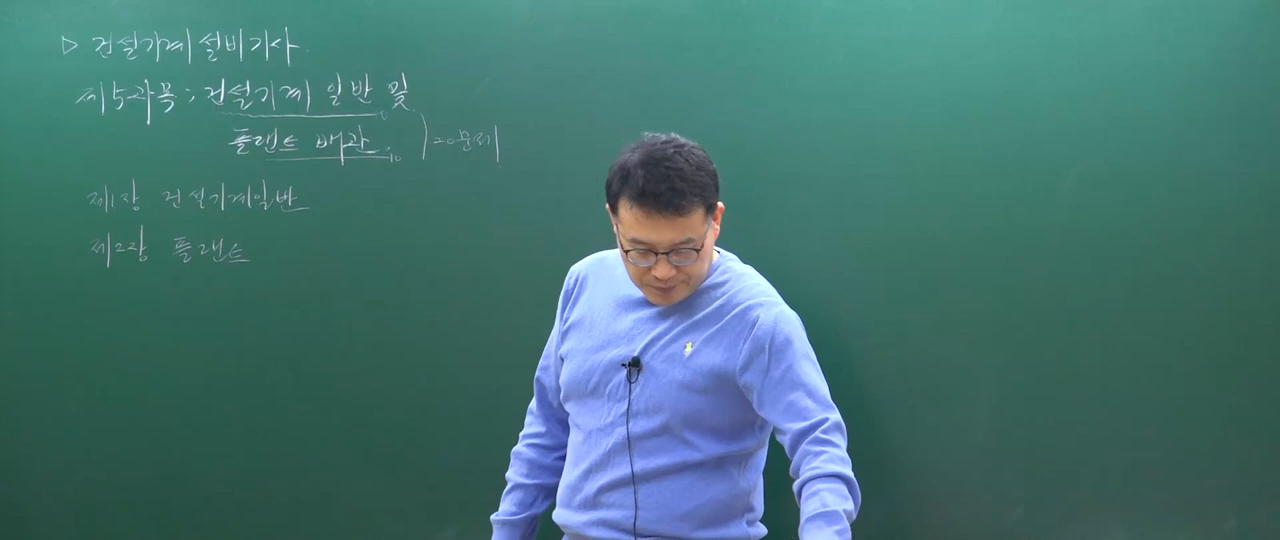 ▷ 건설기계설비기사.
제5과목 : 건설기계 일반 및
플랜트 배관. 10 ) 20문제
제1장 건설기계일반
제2장 플랜트